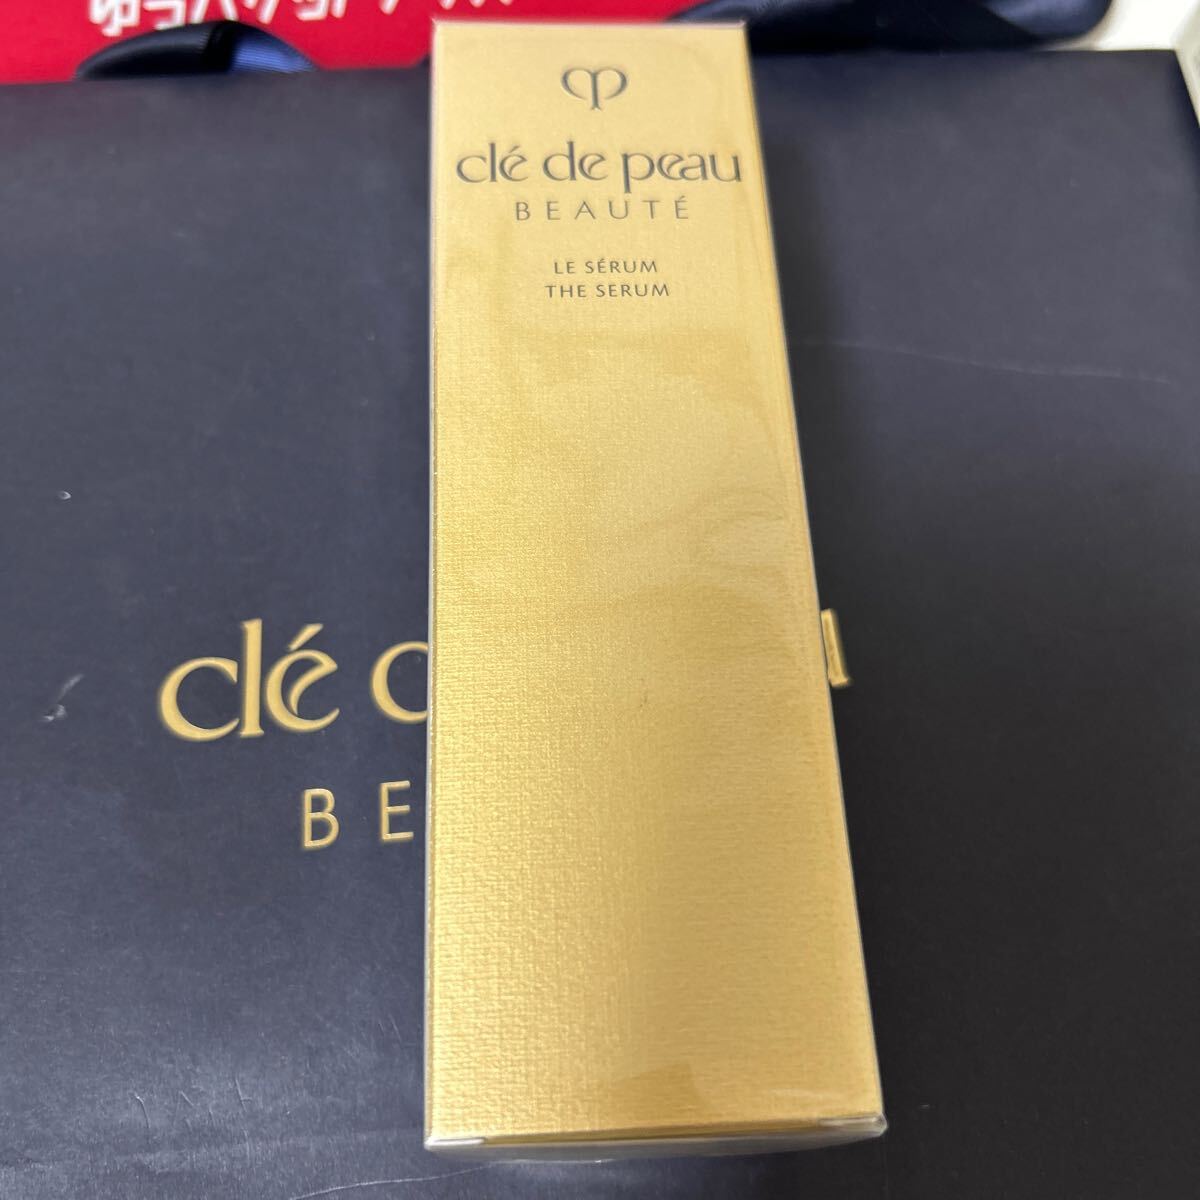 clé de peau
BEAUTÉ
LE SÉRUM
THE SERUM
clé
BE